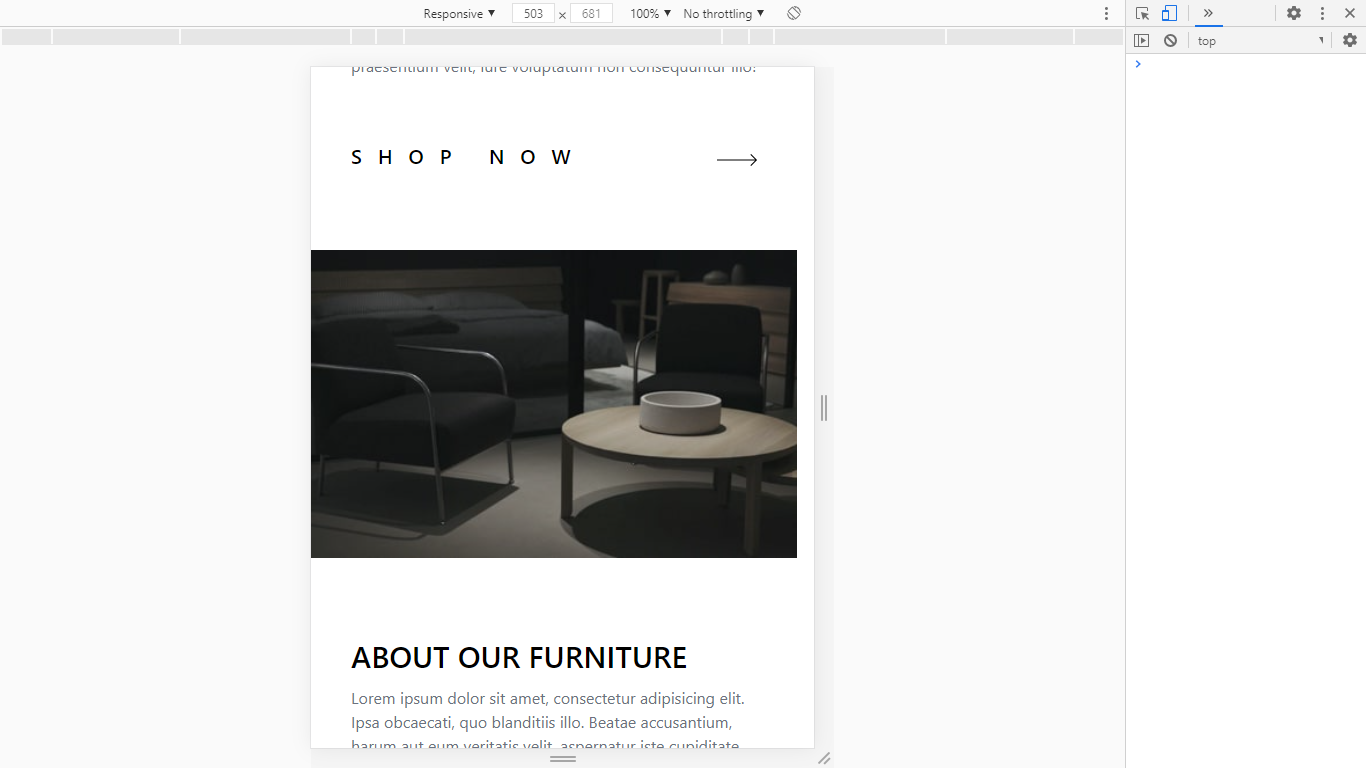 Responsive ▼ 503 × 681 100% ▼ No throttling ▼
top
praesentium velit, iure voluptatum non consequuntur illo!
SHOP NOW
ABOUT OUR FURNITURE
Lorem ipsum dolor sit amet, consectetur adipisicing elit.
Ipsa obcaecati, quo blanditiis illo. Beatae accusantium,
harum aut eum veritatis velit, aspernatur iste cupiditate